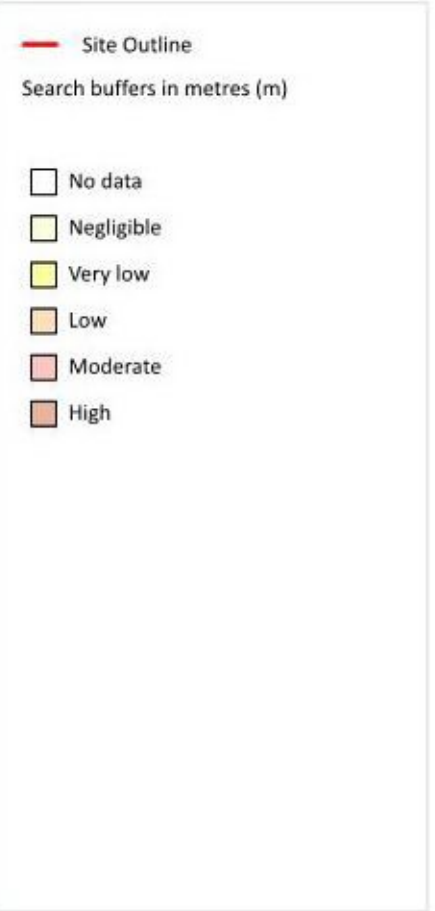 Site Outline
Search buffers in metres (m)
No data
Negligible
Very low
Low
Moderate
High